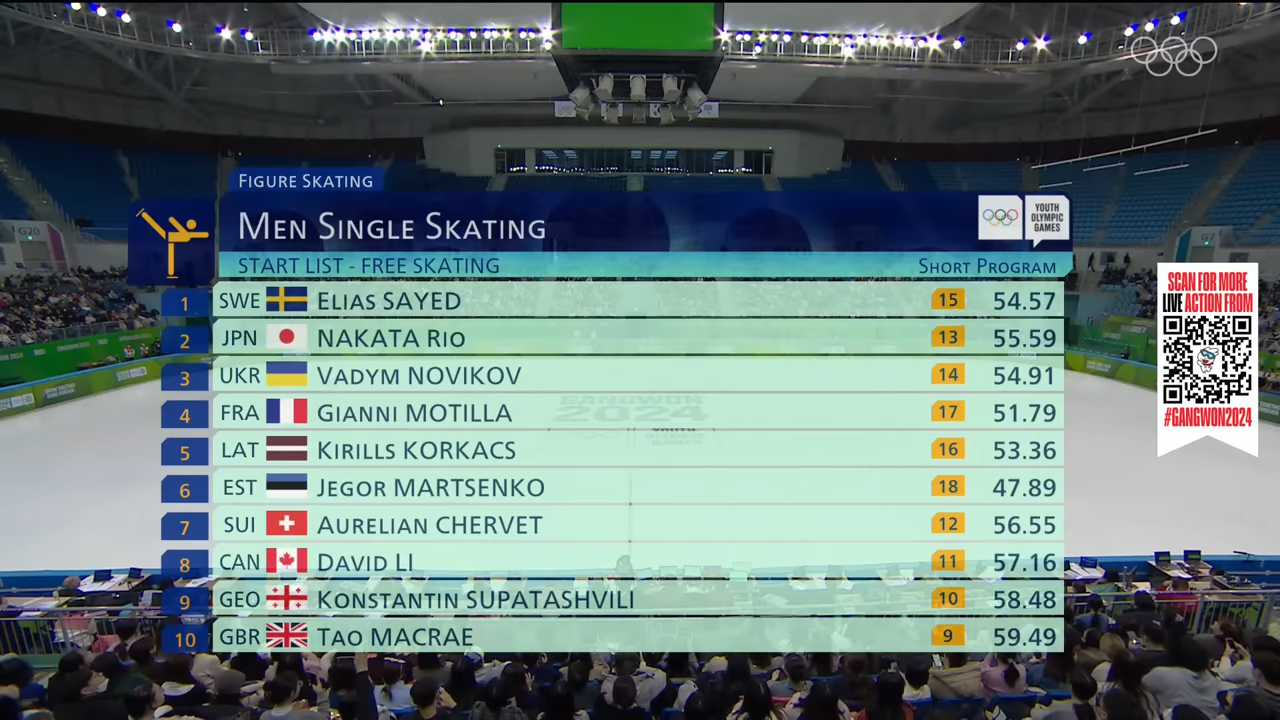 FIGURE SKATING
MEN SINGLE SKATING
YOUTH OLYMPIC GAMES
START LIST - FREE SKATING SHORT PROGRAM
1 SWE ELIAS SAYED 15 54.57
2 JPN NAKATA RIO 13 55.59
3 UKR VADYM NOVIKOV 14 54.91
4 FRA GIANNI MOTILLA 17 51.79
5 LAT KIRILLS KORKACS 16 53.36
6 EST JEGOR MARTSENKO 18 47.89
7 SUI AURELIAN CHERVET 12 56.55
8 CAN DAVID LI 11 57.16
9 GEO KONSTANTIN SUPATASHVILI 10 58.48
10 GBR TAO MACRAE 9 59.49
SCAN FOR MORE
LIVE ACTION FROM
#GANGWON2024
G20
GANGWON
2024